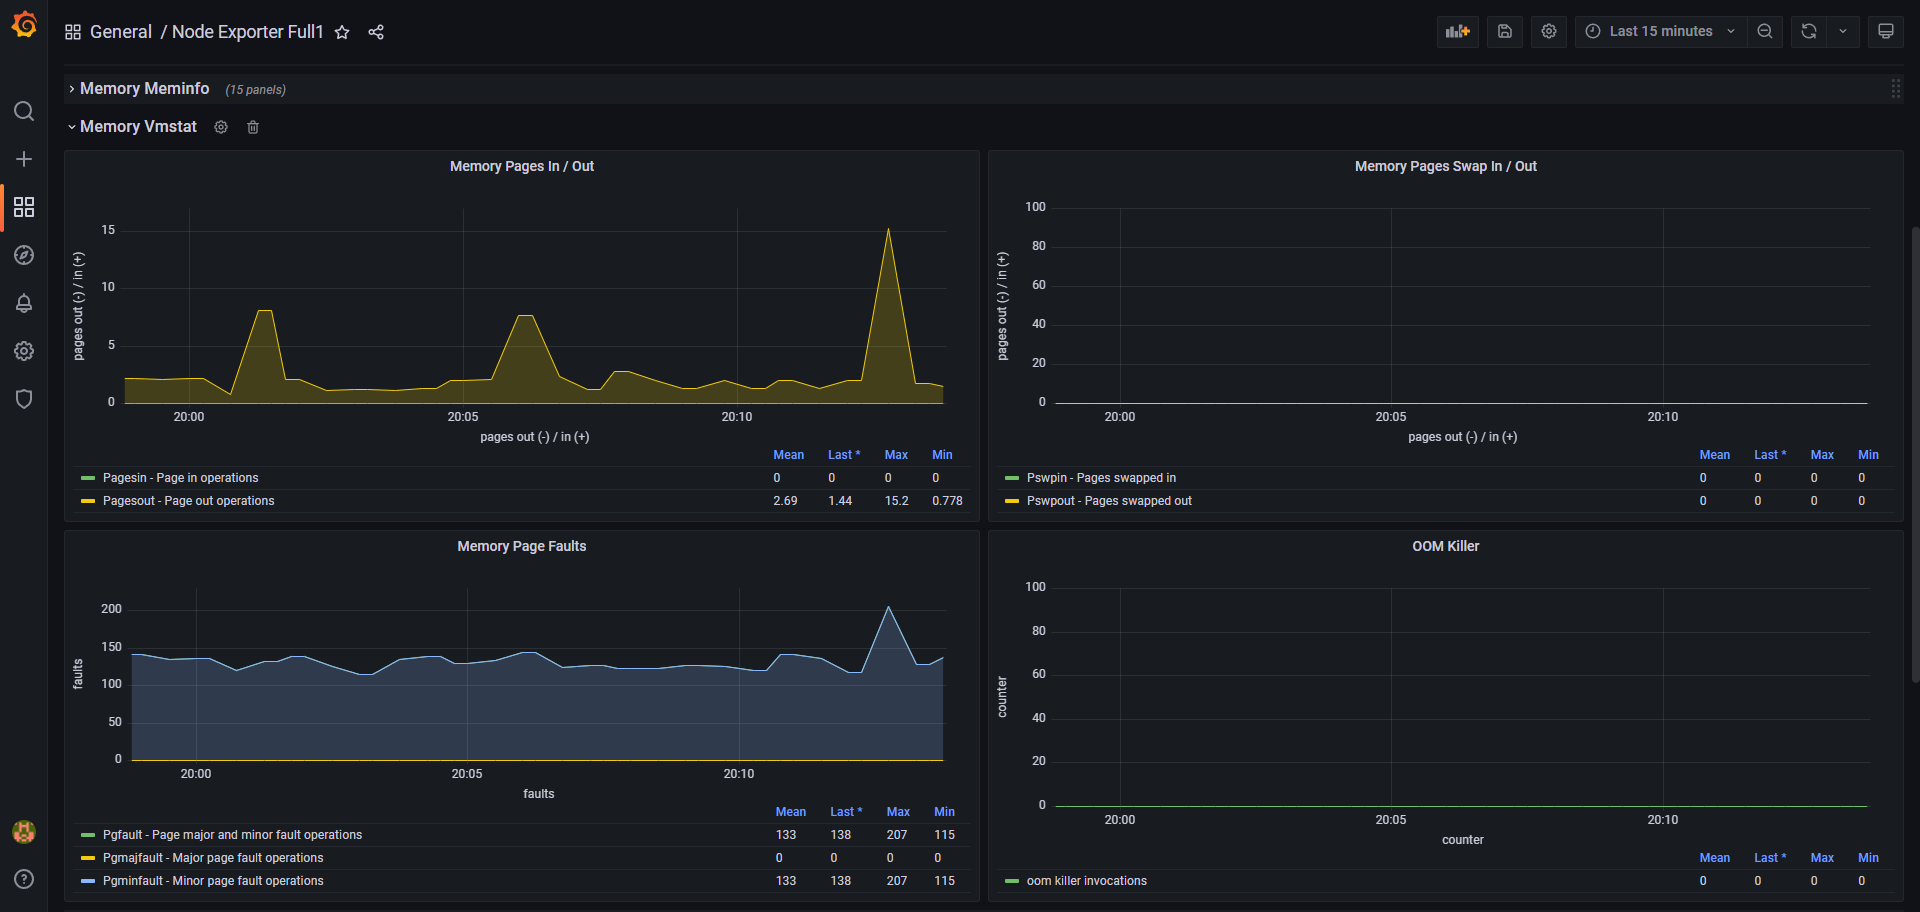 General / Node Exporter Full1
Last 15 minutes
Memory Meminfo (15 panels)
Memory Vmstat
Memory Pages In / Out
pages out (-) / in (+)
15
10
5
0
20:00 20:05 20:10
pages out (-) / in (+)
Mean Last * Max Min
Pagesin - Page in operations 0 0 0 0
Pagesout - Page out operations 2.69 1.44 15.2 0.778
Memory Pages Swap In / Out
pages out (-) / in (+)
100
80
60
40
20
0
20:00 20:05 20:10
pages out (-) / in (+)
Mean Last * Max Min
Pswpin - Pages swapped in 0 0 0 0
Pswpout - Pages swapped out 0 0 0 0
Memory Page Faults
faults
200
150
100
50
0
20:00 20:05 20:10
faults
Mean Last * Max Min
Pgfault - Page major and minor fault operations 133 138 207 115
Pgmajfault - Major page fault operations 0 0 0 0
Pgminfault - Minor page fault operations 133 138 207 115
OOM Killer
counter
100
80
60
40
20
0
20:00 20:05 20:10
counter
Mean Last * Max Min
oom killer invocations 0 0 0 0